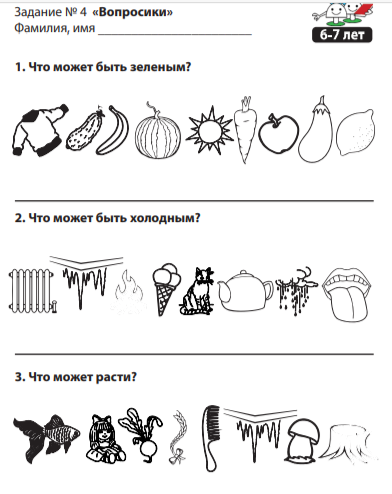 Задание № 4 «Вопросики»
Фамилия, имя ____________________
6-7 лет
1. Что может быть зеленым?
2. Что может быть холодным?
3. Что может расти?